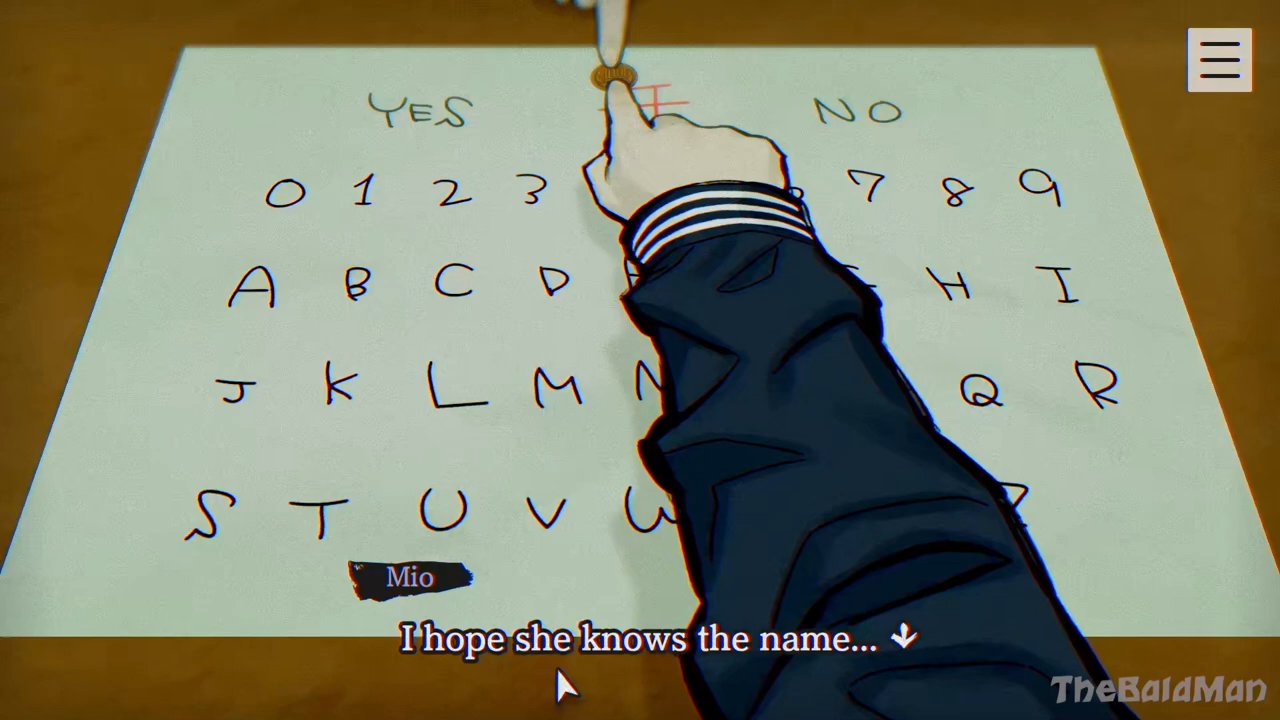 YES NO
0 1 2 3 7 8 9
A B C D H I
J K L M N Q R
S T U V W
Mio
I hope she knows the name...
TheBaldMan